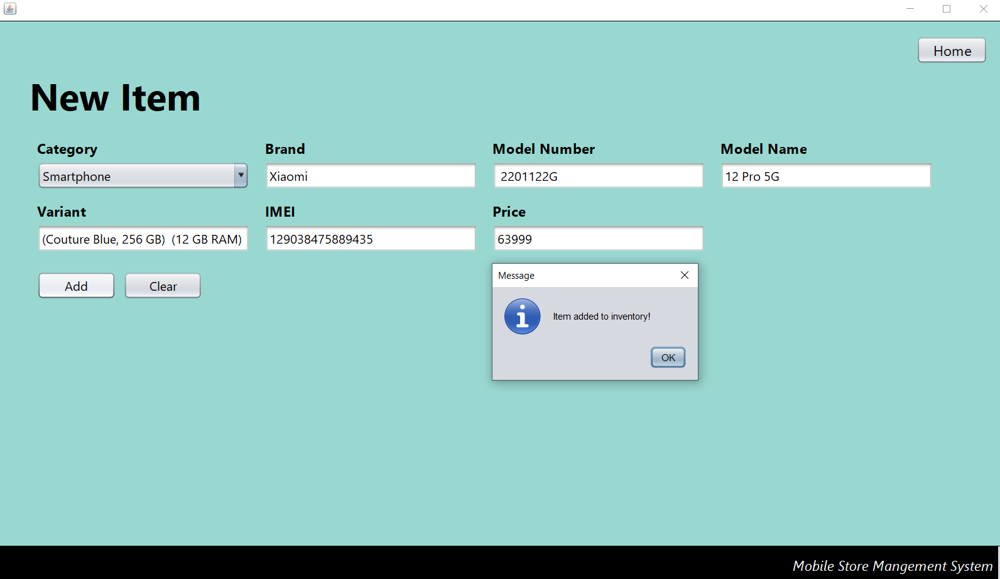 Home
New Item
Category Brand Model Number Model Name
Smartphone Xiaomi 2201122G 12 Pro 5G
Variant IMEI Price
(Couture Blue, 256 GB)  (12 GB RAM) 129038475889435 63999
Add Clear
Message
Item added to inventory!
OK
Mobile Store Mangement System